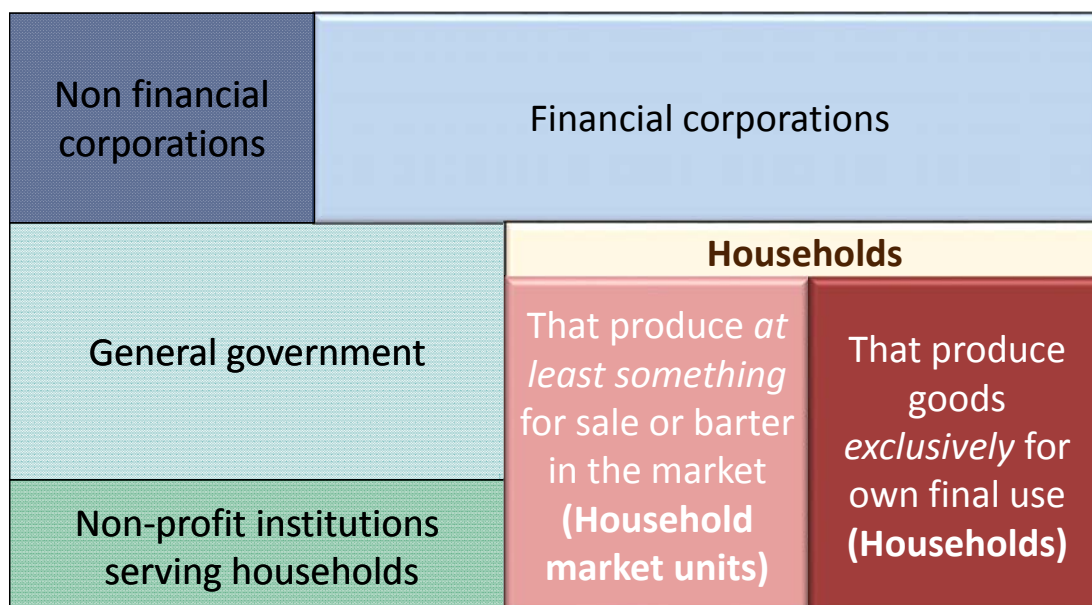 Non financial
corporations
Financial corporations
General government
Households
That produce at
least something
for sale or barter
in the market
(Household
market units)
That produce
goods
exclusively for
own final use
(Households)
Non-profit institutions
serving households